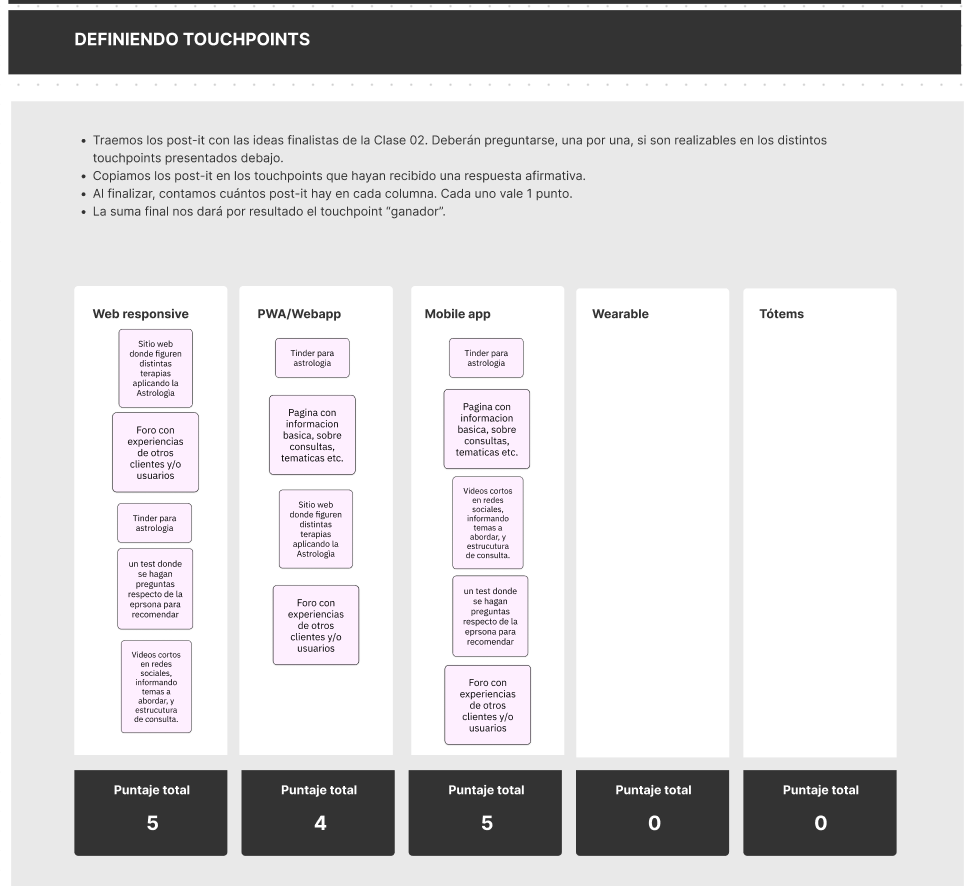 DEFINIENDO TOUCHPOINTS
• Traemos los post-it con las ideas finalistas de la Clase 02. Deberán preguntarse, una por una, si son realizables en los distintos
touchpoints presentados debajo.
• Copiamos los post-it en los touchpoints que hayan recibido una respuesta afirmativa.
• Al finalizar, contamos cuántos post-it hay en cada columna. Cada uno vale 1 punto.
• La suma final nos dará por resultado el touchpoint “ganador”.
Web responsive
Sitio web
donde figuren
distintas
terapias
aplicando la
Astrologia
Foro con
experiencias
de otros
clientes y/o
usuarios
Tinder para
astrologia
un test donde
se hagan
preguntas
respecto de la
eprsona para
recomendar
Videos cortos
en redes
sociales,
informando
temas a
abordar, y
estrucutura
de consulta.
Puntaje total
5
PWA/Webapp
Tinder para
astrologia
Pagina con
informacion
basica, sobre
consultas,
tematicas etc.
Sitio web
donde figuren
distintas
terapias
aplicando la
Astrologia
Foro con
experiencias
de otros
clientes y/o
usuarios
Puntaje total
4
Mobile app
Tinder para
astrologia
Pagina con
informacion
basica, sobre
consultas,
tematicas etc.
Videos cortos
en redes
sociales,
informando
temas a
abordar, y
estrucutura
de consulta.
un test donde
se hagan
preguntas
respecto de la
eprsona para
recomendar
Foro con
experiencias
de otros
clientes y/o
usuarios
Puntaje total
5
Wearable
Puntaje total
0
Tótems
Puntaje total
0